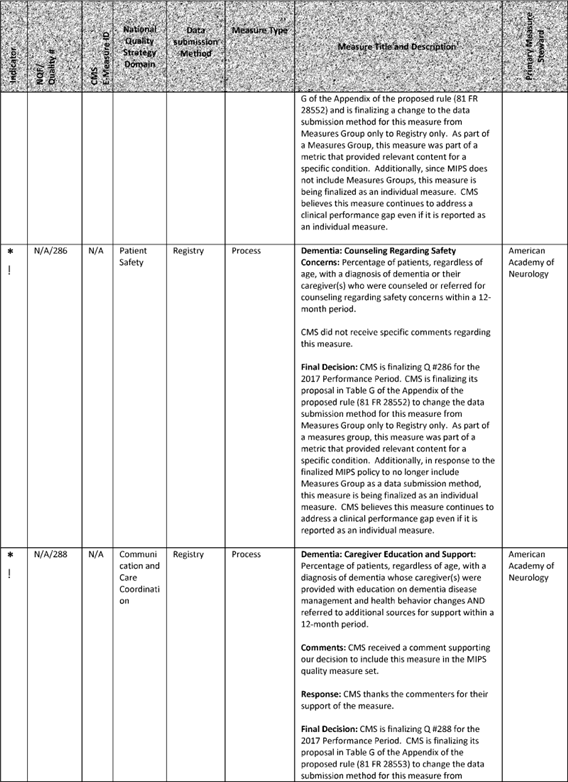 Indicator
NQF/
Quality #
CMS
E-Measure ID
National
Quality
Strategy
Domain
Data
submission
Method
Measure Type
Measure Title and Description
Primary Measure
Steward
G of the Appendix of the proposed rule (81 FR
28552) and is finalizing a change to the data
submission method for this measure from
Measures Group only to Registry only.  As part of
a Measures Group, this measure was part of a
metric that provided relevant content for a
specific condition.  Additionally, since MIPS does
not include Measures Groups, this measure is
being finalized as an individual measure.  CMS
believes this measure continues to address a
clinical performance gap even if it is reported as
an individual measure.
*
!
N/A/286
N/A
Patient
Safety
Registry
Process
Dementia: Counseling Regarding Safety
Concerns: Percentage of patients, regardless of
age, with a diagnosis of dementia or their
caregiver(s) who were counseled or referred for
counseling regarding safety concerns within a 12-
month period.
CMS did not receive specific comments regarding
this measure.
Final Decision: CMS is finalizing Q #286 for the
2017 Performance Period. CMS is finalizing its
proposal in Table G of the Appendix of the
proposed rule (81 FR 28552) to change the data
submission method for this measure from
Measures Group only to Registry only.  As part of
a measures group, this measure was part of a
metric that provided relevant content for a
specific condition.  Additionally, in response to the
finalized MIPS policy to no longer include
Measures Group as a data submission method,
this measure is being finalized as an individual
measure.  CMS believes this measure continues to
address a clinical performance gap even if it is
reported as an individual measure.
American
Academy of
Neurology
*
!
N/A/288
N/A
Communi
cation and
Care
Coordinati
on
Registry
Process
Dementia: Caregiver Education and Support:
Percentage of patients, regardless of age, with a
diagnosis of dementia whose caregiver(s) were
provided with education on dementia disease
management and health behavior changes AND
referred to additional sources for support within a
12-month period.
Comments: CMS received a comment supporting
our decision to include this measure in the MIPS
quality measure set.
Response: CMS thanks the commenters for their
support of the measure.
Final Decision: CMS is finalizing Q #288 for the
2017 Performance Period.  CMS is finalizing its
proposal in Table G of the Appendix of the
proposed rule (81 FR 28553) to change the data
submission method for this measure from
American
Academy of
Neurology